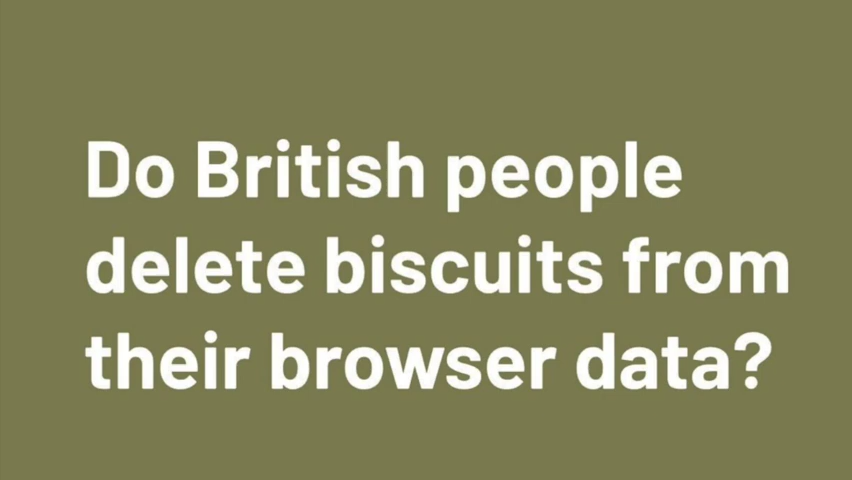 Do British people
delete biscuits from
their browser data?